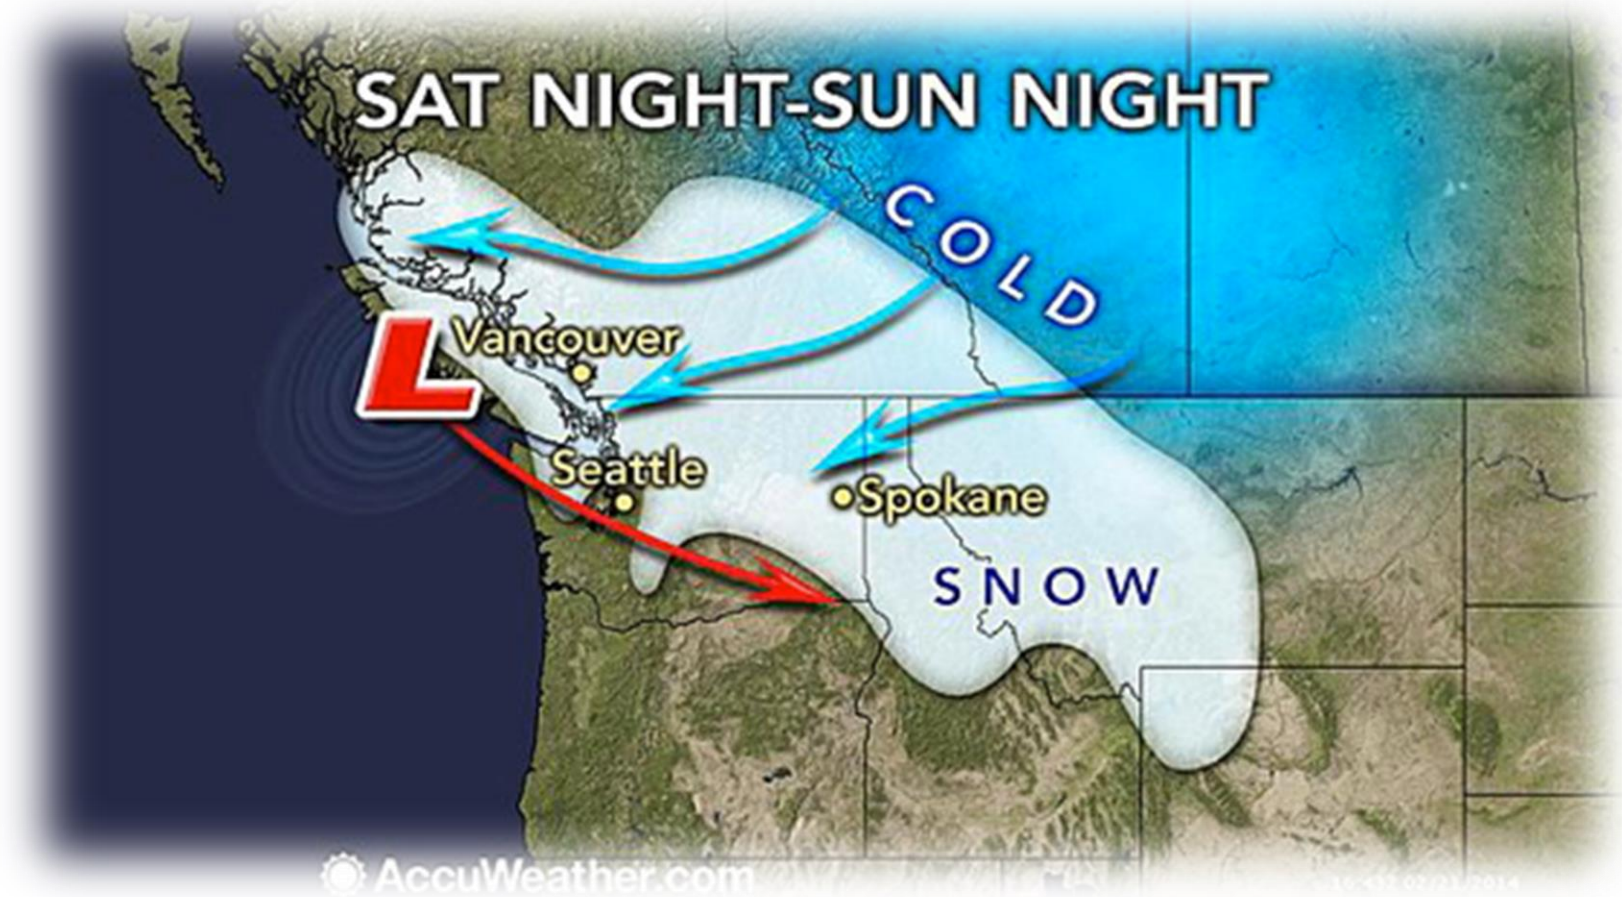 SAT NIGHT-SUN NIGHT
COLD
L
Vancouver
Seattle
Spokane
SNOW
AccuWeather.com